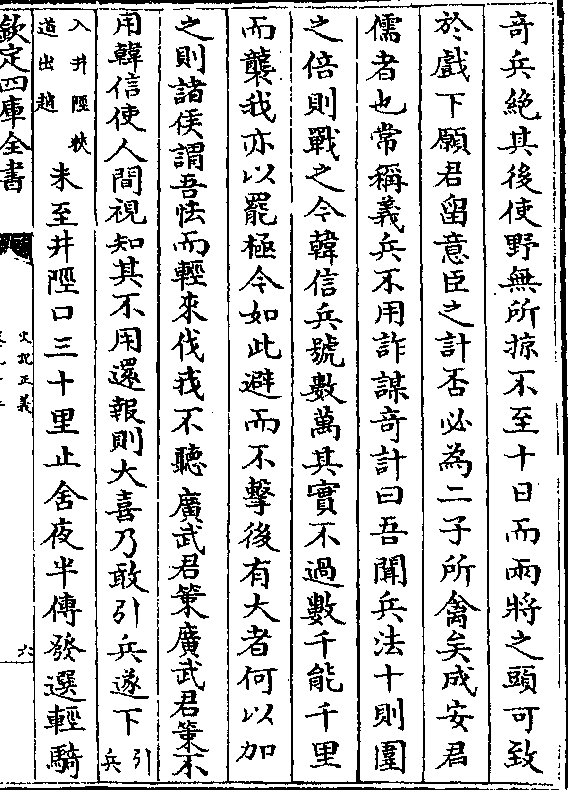 奇兵絕其後使野無所掠不至十日而兩將之頭可致
於戲下願君留意臣之計否必為二子所禽矣成安君
儒者也常稱義兵不用詐謀奇計曰吾聞兵法十則圍
之倍則戰之令韓信兵號數萬其實不過數千能千里
而襲我亦以罷極令如此避而不擊後有大者何以加
之則諸侯謂吾怯而輕來伐我不聽廣武君策廣武君策不
用韓信使人間視知其不用還報則大喜乃敢引兵遂下引兵
入井陘狹道出趙未至井陘口三十里止舍夜半傳發選輕騎
欽定四庫全書
史記正義
六